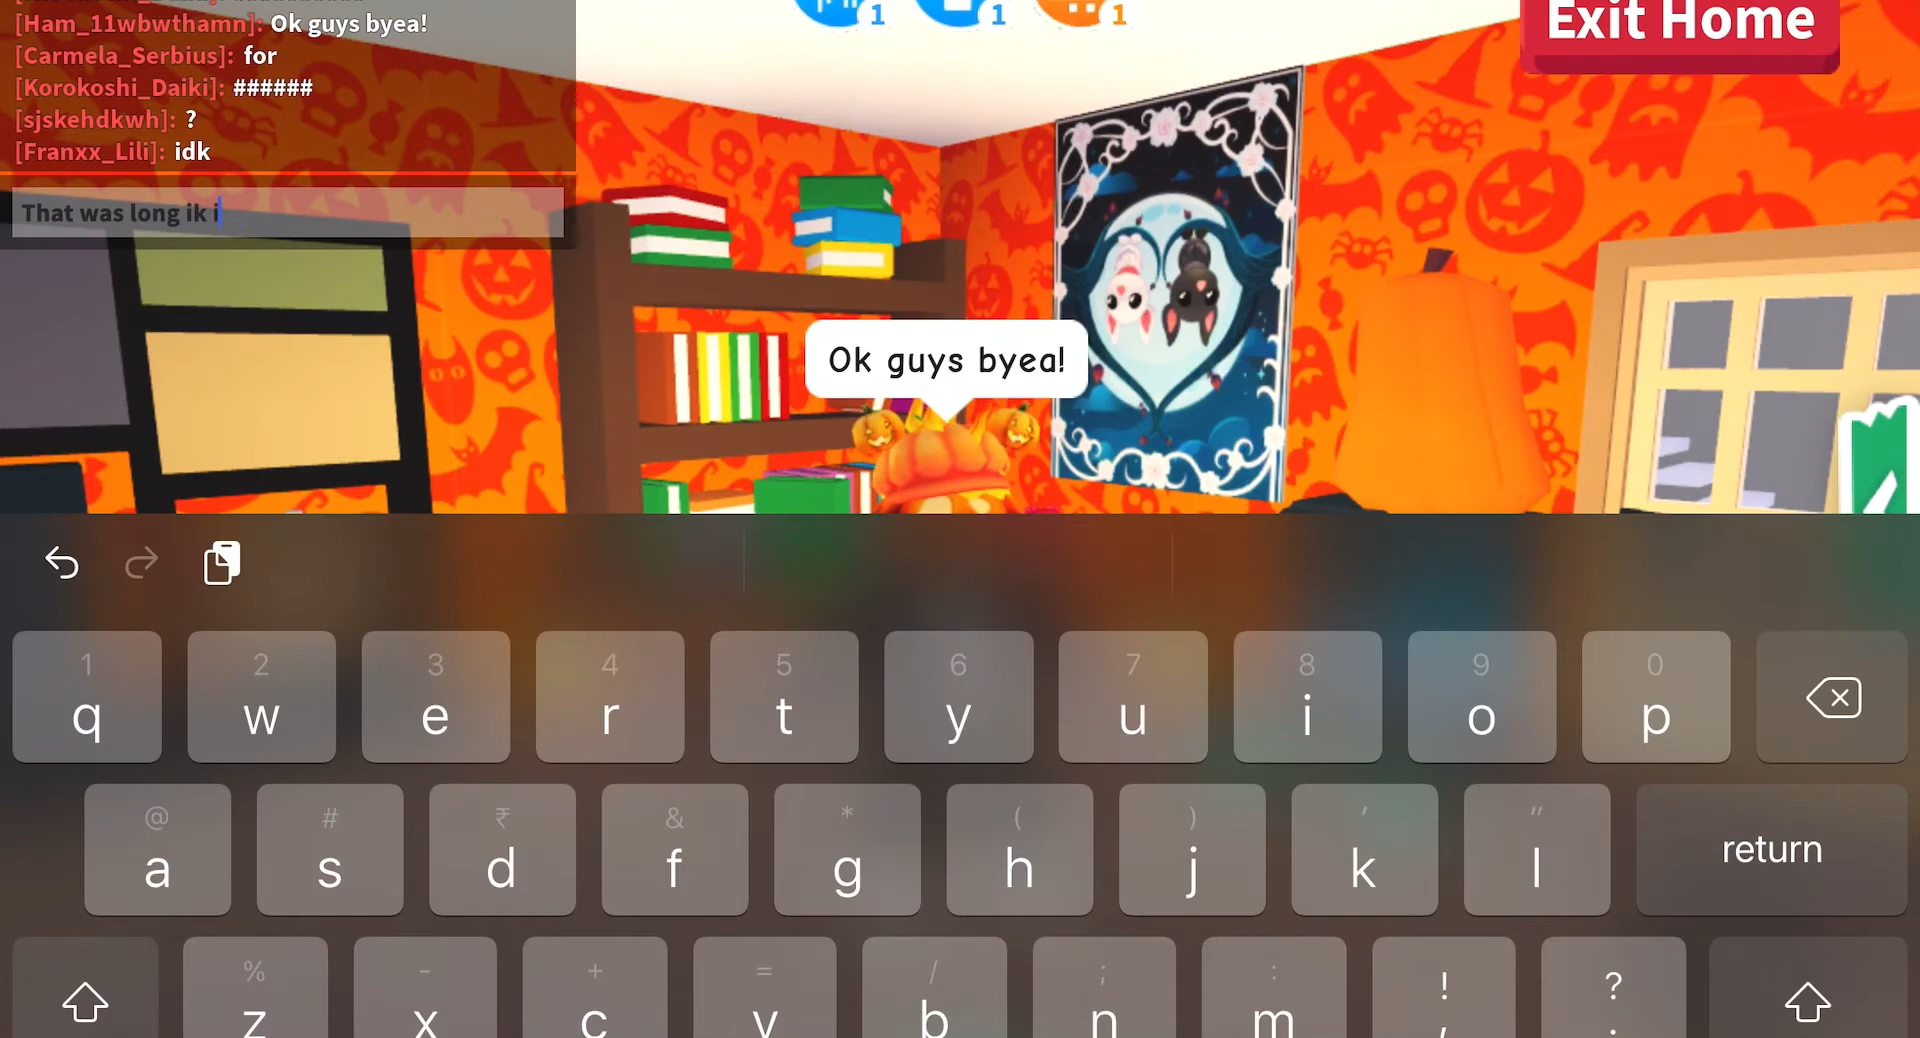 [Ham_11wbwthamn]: Ok guys byea!
[Carmela_Serbius]: for
[Korokoshi_Daiki]: ######
[sjskehdkwh]: ?
[Franxx_Lili]: idk
That was long ik i
1 1 1
Exit Home
Ok guys byea!
1 2 3 4 5 6 7 8 9 0
q w e r t y u i o p
@ # ₹ & * ( ) ' "
a s d f g h j k l return
% - + = / ; : ! ?
z x c v b n m , .